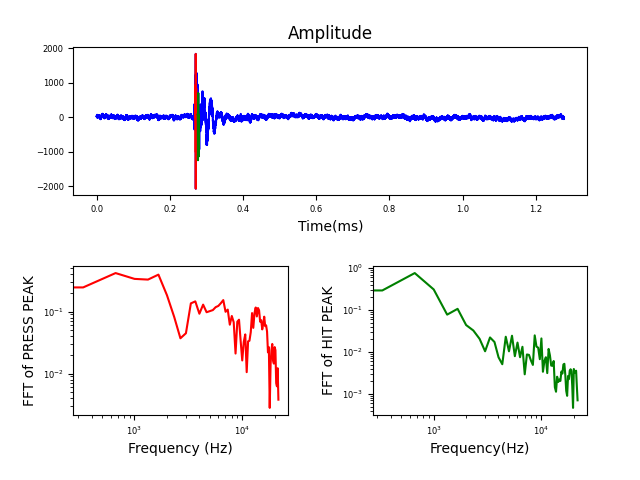 Amplitude
2000
1000
0
−1000
−2000
0.0 0.2 0.4 0.6 0.8 1.0 1.2
Time(ms)
FFT of PRESS PEAK
10⁻¹
10⁻²
10³ 10⁴
Frequency (Hz)
FFT of HIT PEAK
10⁰
10⁻¹
10⁻²
10⁻³
10³ 10⁴
Frequency(Hz)